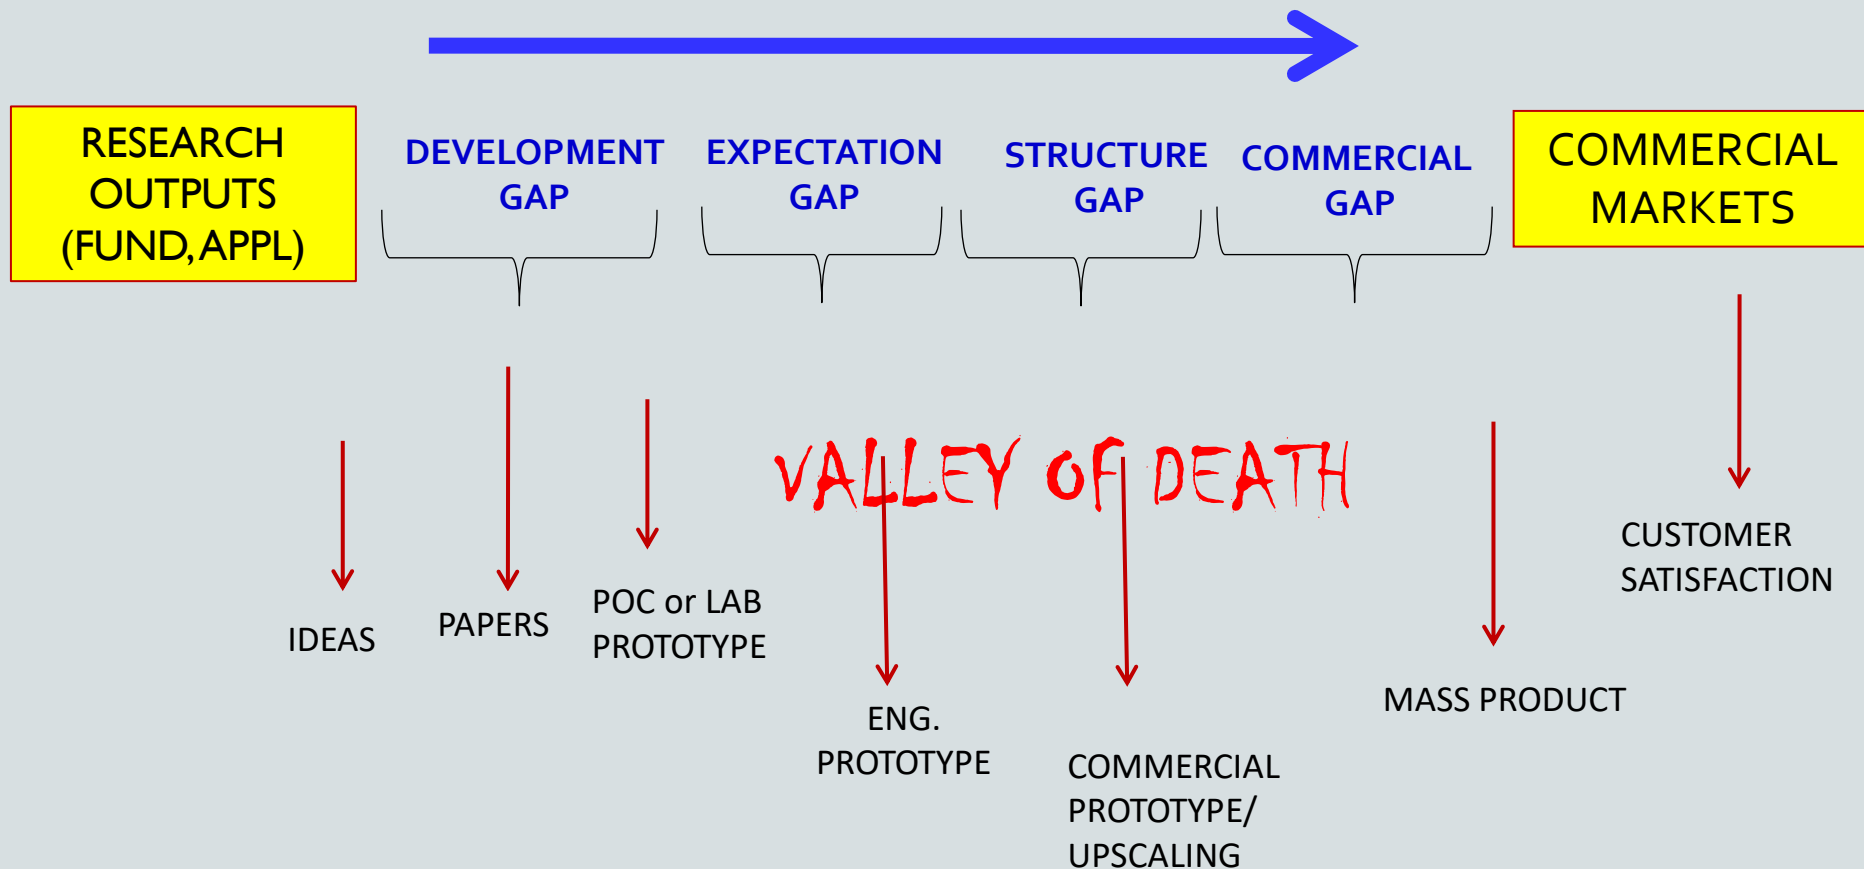 RESEARCH
OUTPUTS
(FUND, APPL)
DEVELOPMENT
GAP
EXPECTATION
GAP
STRUCTURE
GAP
COMMERCIAL
GAP
COMMERCIAL
MARKETS
VALLEY OF DEATH
IDEAS
PAPERS
POC or LAB
PROTOTYPE
ENG.
PROTOTYPE
COMMERCIAL
PROTOTYPE/
UPSCALING
MASS PRODUCT
CUSTOMER
SATISFACTION